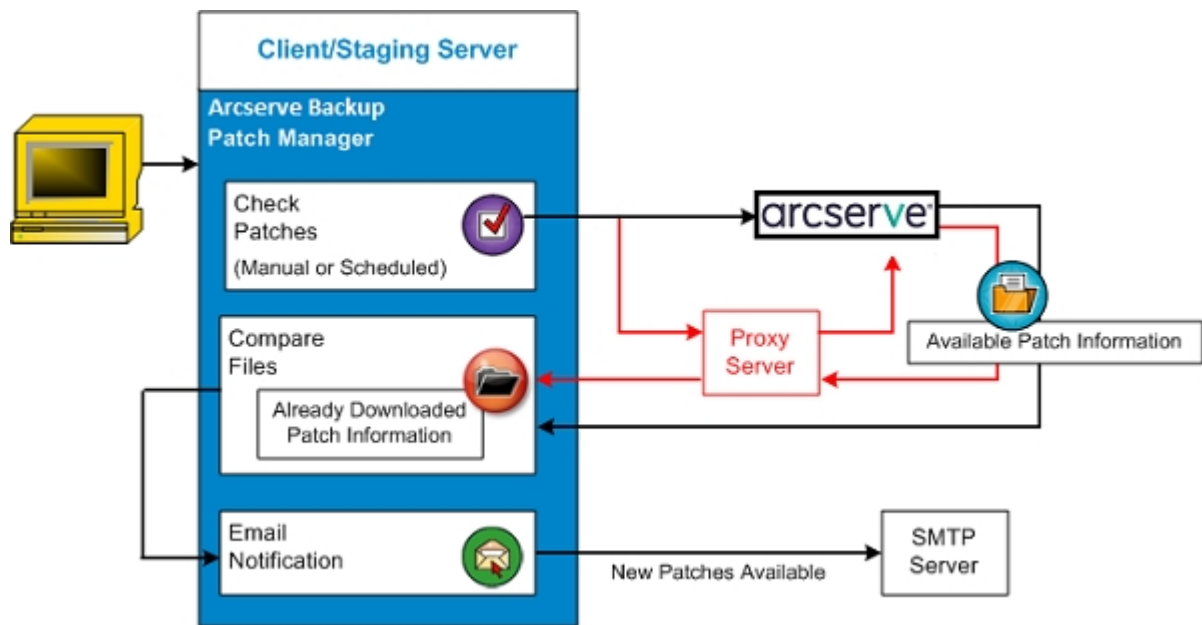 Client/Staging Server
Arcserve Backup
Patch Manager
Check
Patches
(Manual or Scheduled)
arcserve
Proxy
Server
Available Patch Information
Compare
Files
Already Downloaded
Patch Information
Email
Notification
New Patches Available
SMTP
Server